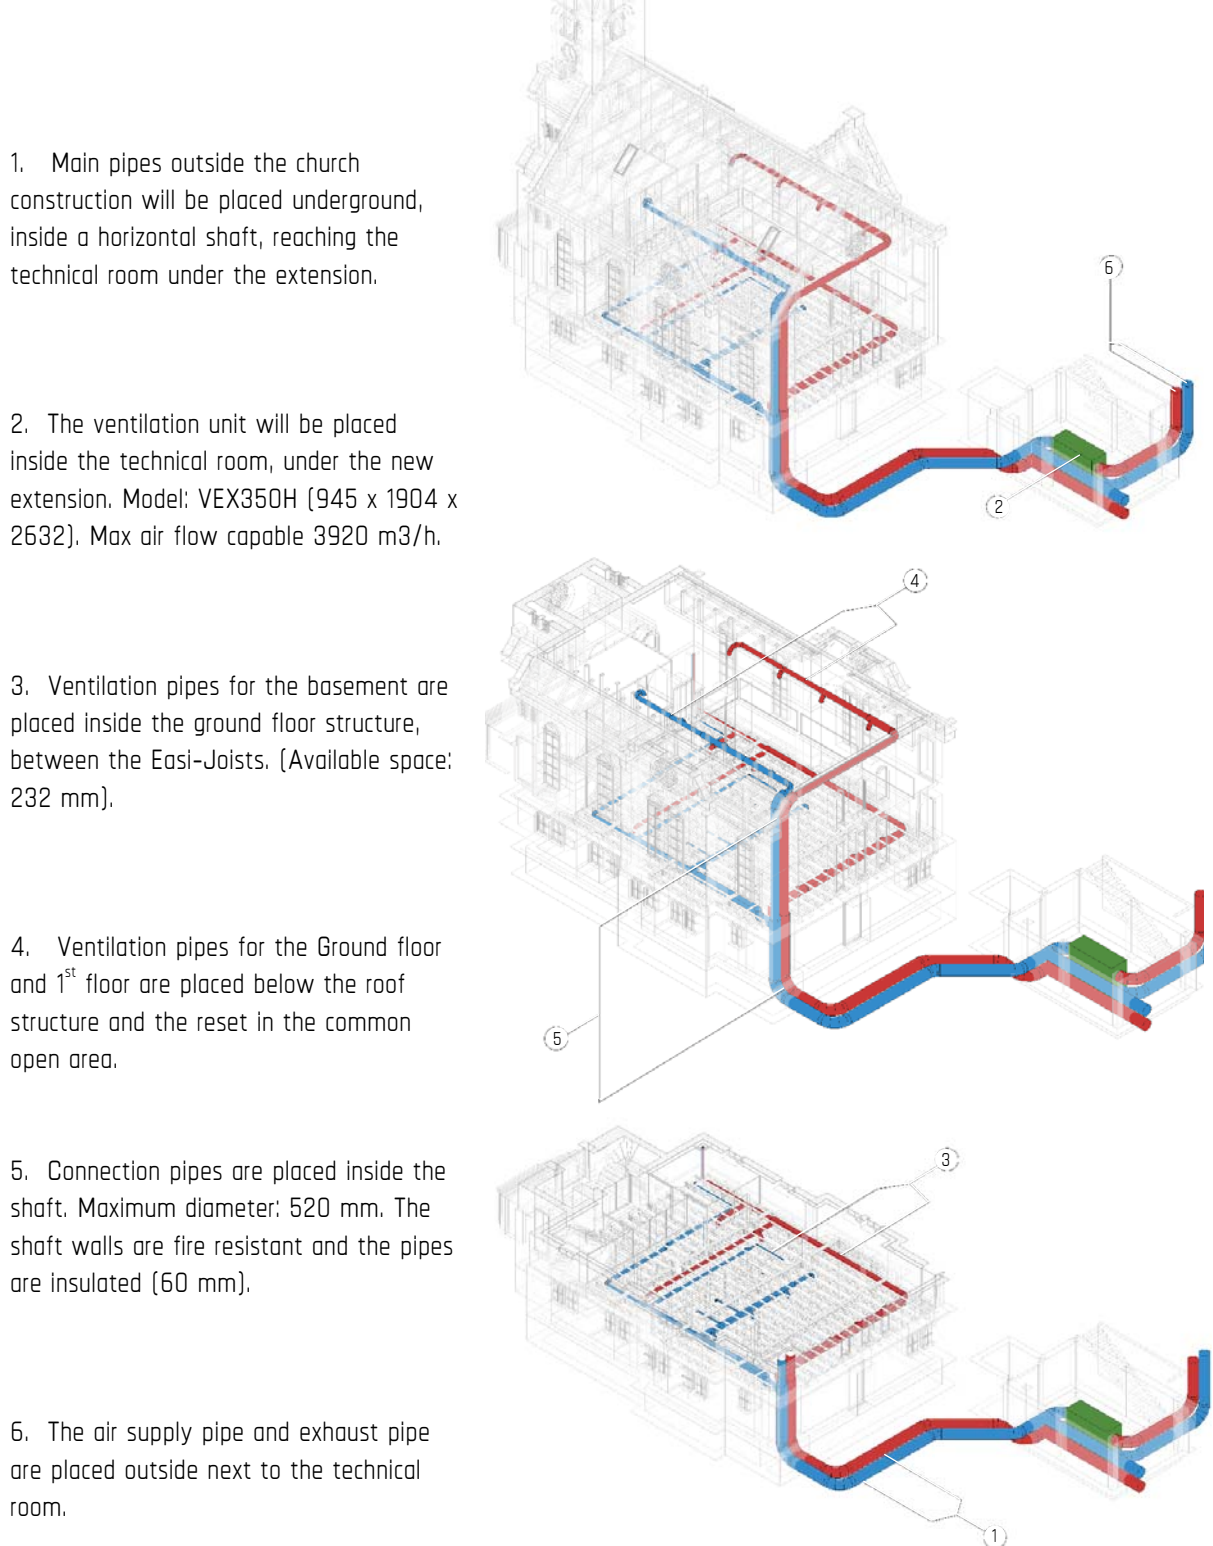 1. Main pipes outside the church
construction will be placed underground,
inside a horizontal shaft, reaching the
technical room under the extension.
6
2. The ventilation unit will be placed
inside the technical room, under the new
extension. Model: VEX350H (945 x 1904 x
2632). Max air flow capable 3920 m3/h.
2
4
3. Ventilation pipes for the basement are
placed inside the ground floor structure,
between the Easi-Joists. (Available space:
232 mm).
4. Ventilation pipes for the Ground floor
and 1st floor are placed below the roof
structure and the reset in the common
open area.
5
5. Connection pipes are placed inside the
shaft. Maximum diameter: 520 mm. The
shaft walls are fire resistant and the pipes
are insulated (60 mm).
3
6. The air supply pipe and exhaust pipe
are placed outside next to the technical
room.
1